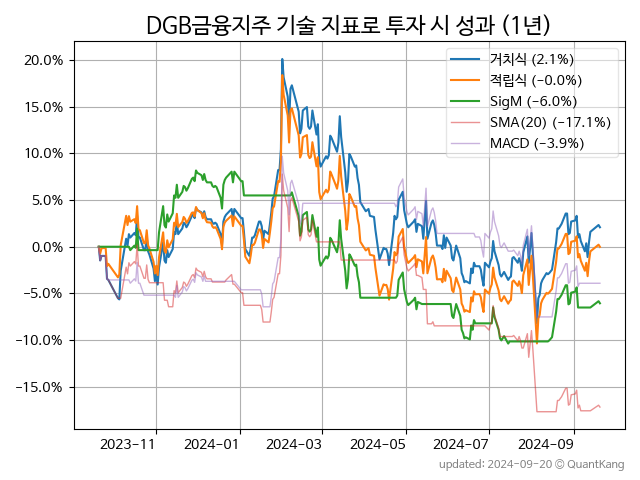 DGB금융지주 기술 지표로 투자 시 성과 (1년)
20.0%
15.0%
10.0%
5.0%
0.0%
−5.0%
−10.0%
−15.0%
거치식 (2.1%)
적립식 (−0.0%)
SigM (−6.0%)
SMA(20) (−17.1%)
MACD (−3.9%)
2023-11 2024-01 2024-03 2024-05 2024-07 2024-09
updated: 2024-09-20 © QuantKang